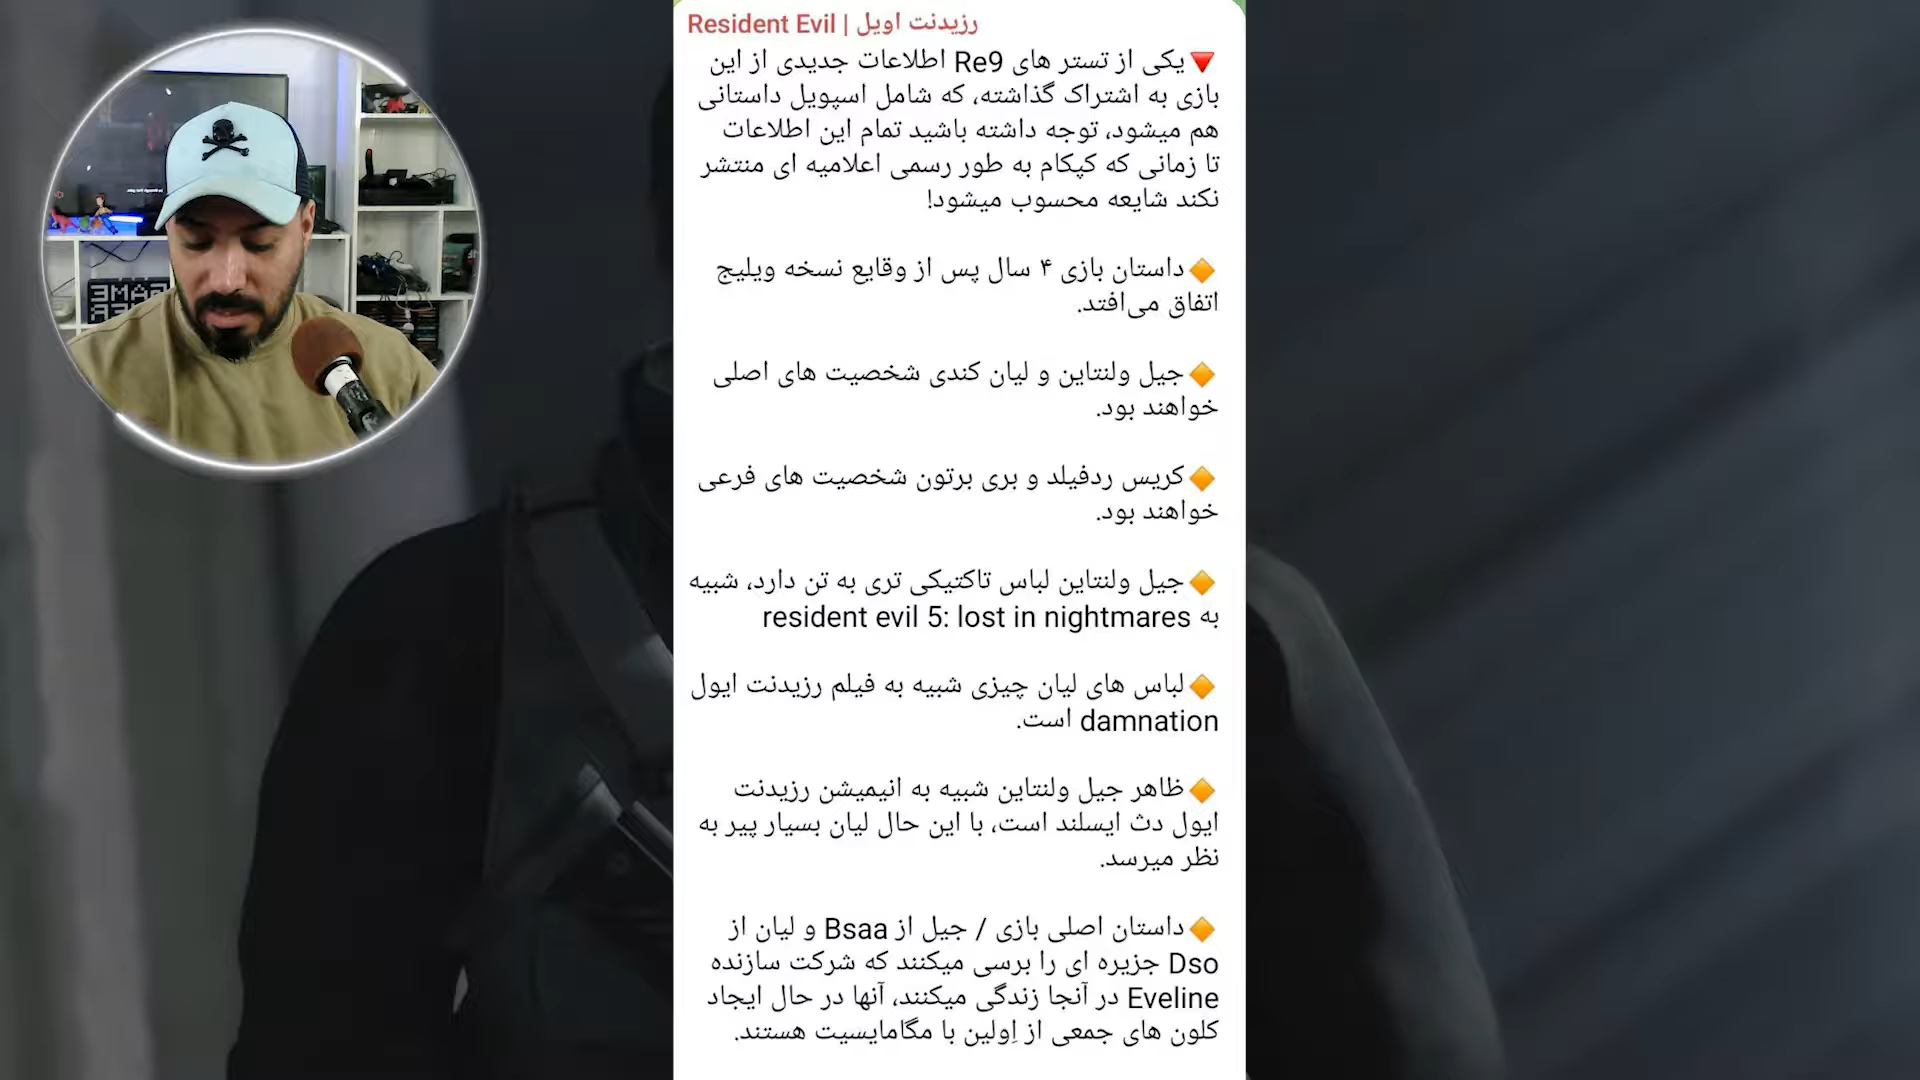 Resident Evil | رزیدنت اویل
🔻یکی از تستر های Re9 اطلاعات جدیدی از این
بازی به اشتراک گذاشته، که شامل اسپویل داستانی
هم میشود، توجه داشته باشید تمام این اطلاعات
تا زمانی که کپکام به طور رسمی اعلامیه ای منتشر
نکند شایعه محسوب میشود!
🔶داستان بازی ۴ سال پس از وقایع نسخه ویلیج
اتفاق می‌افتد.
🔶جیل ولنتاین و لیان کندی شخصیت های اصلی
خواهند بود.
🔶کریس ردفیلد و بری برتون شخصیت های فرعی
خواهند بود.
🔶جیل ولنتاین لباس تاکتیکی تری به تن دارد، شبیه
به resident evil 5: lost in nightmares
🔶لباس های لیان چیزی شبیه به فیلم رزیدنت ایول
damnation است.
🔶ظاهر جیل ولنتاین شبیه به انیمیشن رزیدنت
ایول دث ایسلند است، با این حال لیان بسیار پیر به
نظر میرسد.
🔶داستان اصلی بازی / جیل از Bsaa و لیان از
Dso جزیره ای را برسی میکنند که شرکت سازنده
Eveline در آنجا زندگی میکنند، آنها در حال ایجاد
کلون های جمعی از اِولین با مگامایسیت هستند.